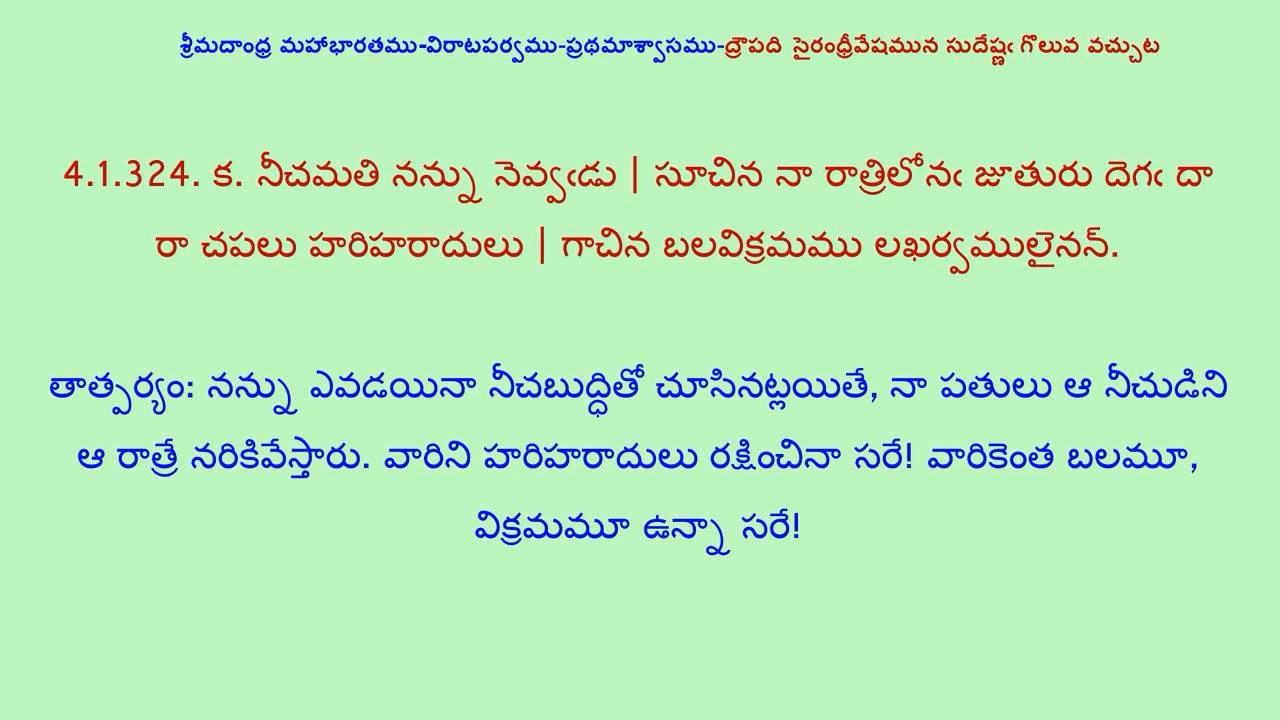 శ్రీమదాంధ్ర మహాభారతము-విరాటపర్వము-ప్రథమాశ్వాసము-ద్రౌపది సైరంధ్రీవేషమున సుదేష్ణఁ గొలువ వచ్చుట
4.1.324. క. నీచమతి నన్ను నెవ్వఁడు | సూచిన నా రాత్రిలోనఁ జూతురు దెగఁ దా
రా చపలు హరిహరాదులు | గాచిన బలవిక్రమము లఖర్వములైనన్.
తాత్పర్యం: నన్ను ఎవడయినా నీచబుద్ధితో చూసినట్లయితే, నా పతులు ఆ నీచుడిని
ఆ రాత్రే నరికివేస్తారు. వారిని హరిహరాదులు రక్షించినా సరే! వారికెంత బలమూ,
విక్రమమూ ఉన్నా సరే!